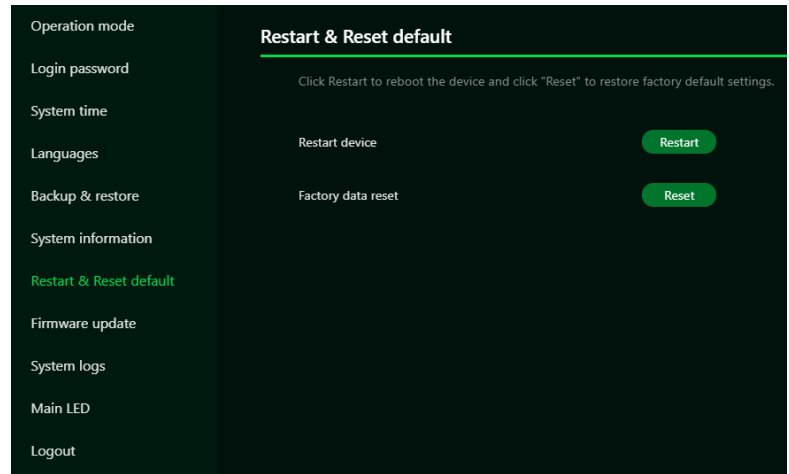 Operation mode
Login password
System time
Languages
Backup & restore
System information
Restart & Reset default
Firmware update
System logs
Main LED
Logout
Restart & Reset default
Click Restart to reboot the device and click "Reset" to restore factory default settings.
Restart device
Restart
Factory data reset
Reset